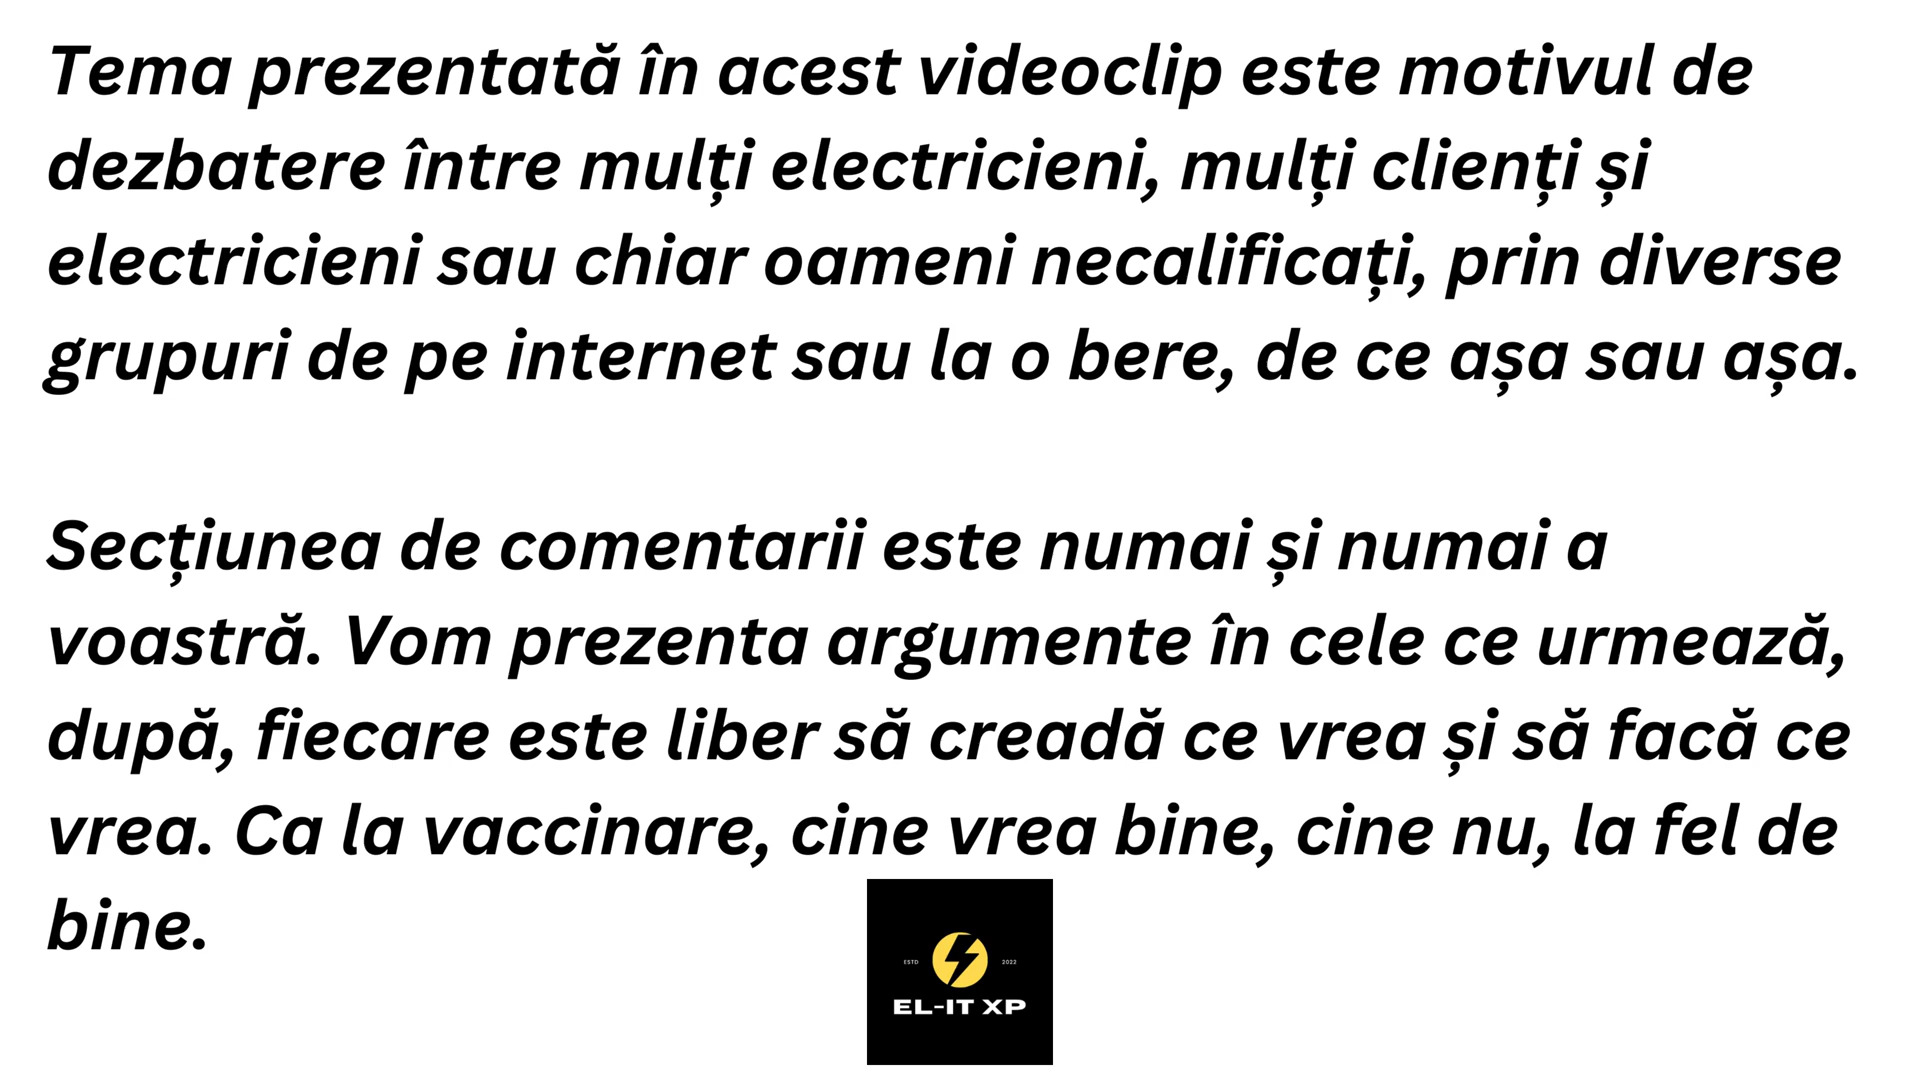 Tema prezentată în acest videoclip este motivul de
dezbatere între mulți electricieni, mulți clienți și
electricieni sau chiar oameni necalificați, prin diverse
grupuri de pe internet sau la o bere, de ce așa sau așa.
Secțiunea de comentarii este numai și numai a
voastră. Vom prezenta argumente în cele ce urmează,
după, fiecare este liber să creadă ce vrea și să facă ce
vrea. Ca la vaccinare, cine vrea bine, cine nu, la fel de
bine.
ESTD 2022
EL-IT XP